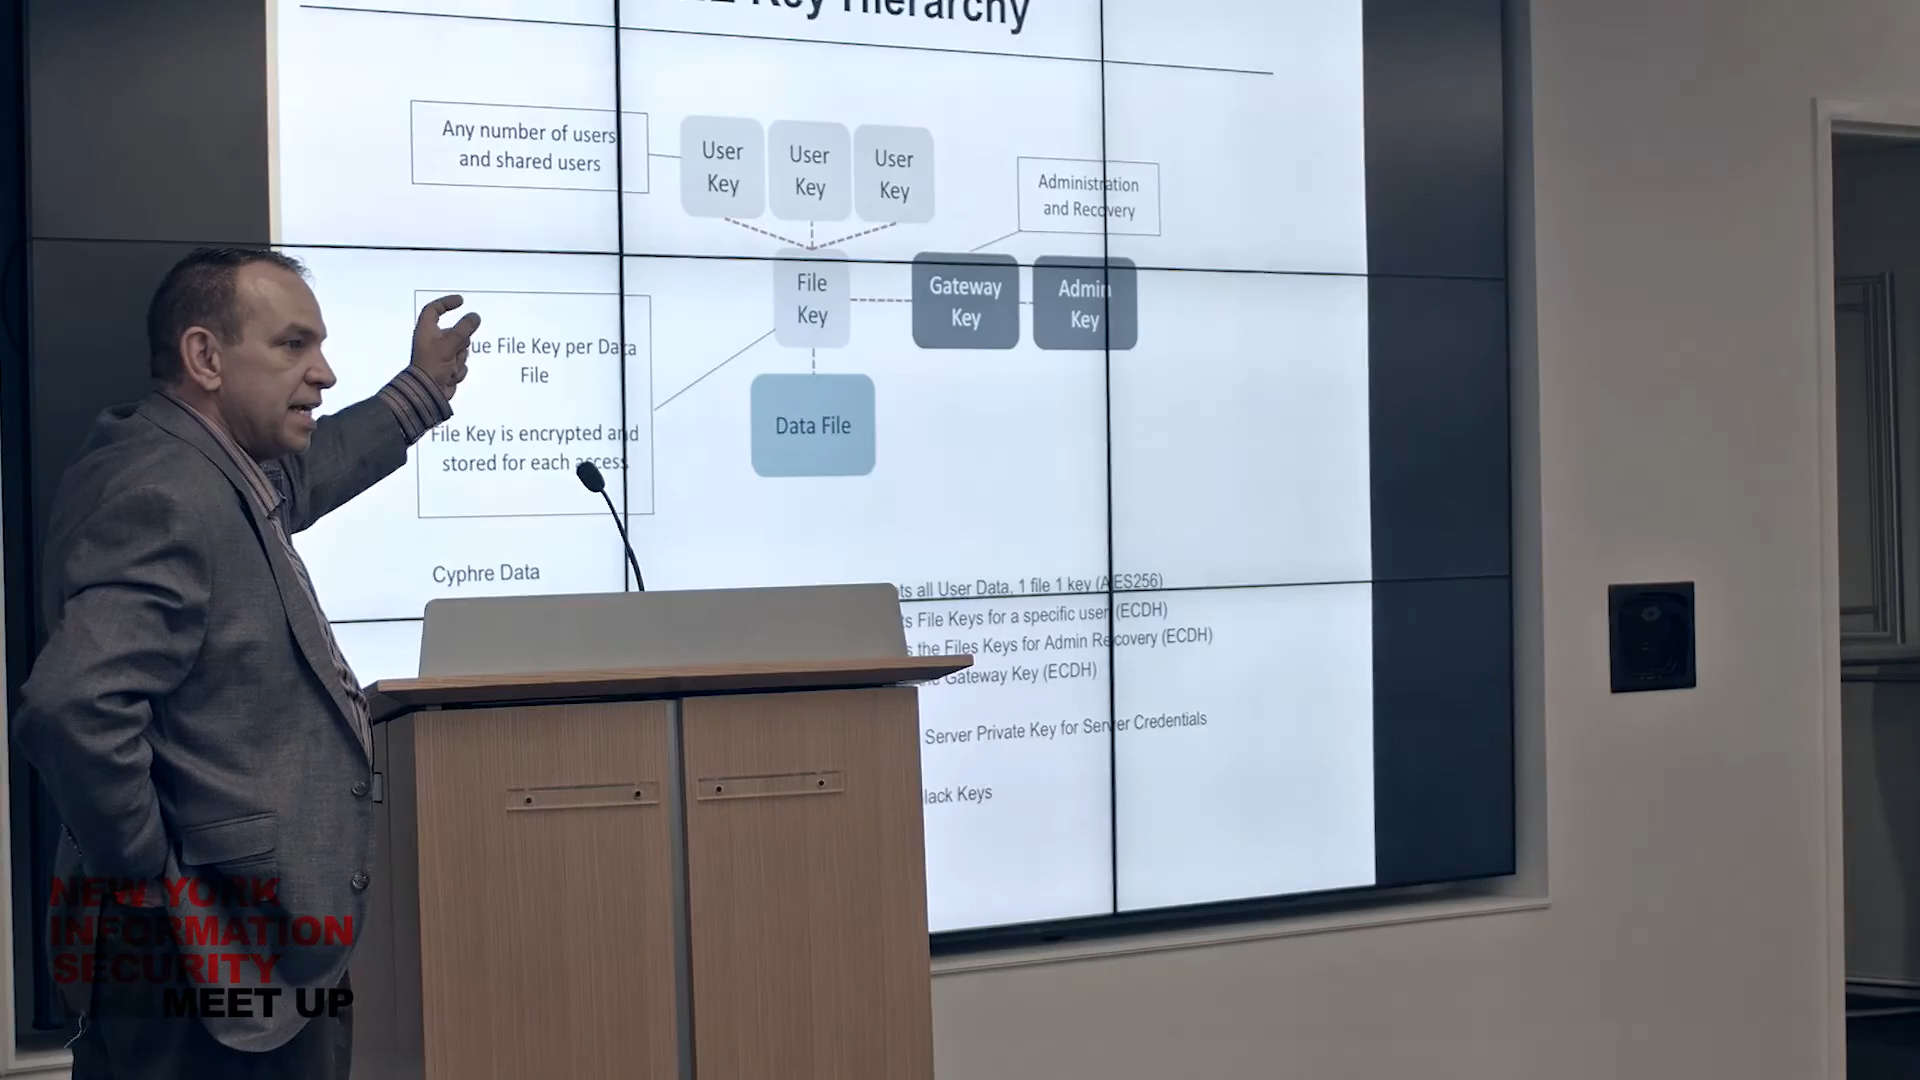 Key Hierarchy
Any number of users
and shared users
User
Key
User
Key
User
Key
Administration
and Recovery
File
Key
Gateway
Key
Admin
Key
File Key per Data
File
File Key is encrypted and
stored for each access
Data File
Cyphre Data
all User Data, 1 file 1 key (AES256)
File Keys for a specific user (ECDH)
the Files Keys for Admin Recovery (ECDH)
Gateway Key (ECDH)
Server Private Key for Server Credentials
Keys
NEW YORK
INFORMATION
SECURITY
MEET UP